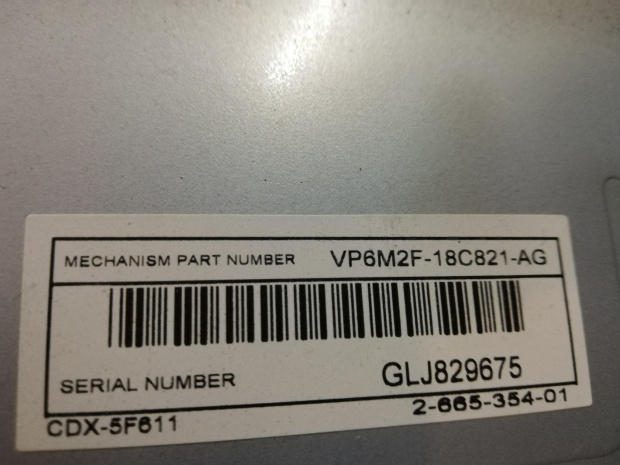 MECHANISM PART NUMBER VP6M2F-18C821-AG
SERIAL NUMBER GLJ829675
CDX-5F611 2-665-354-01